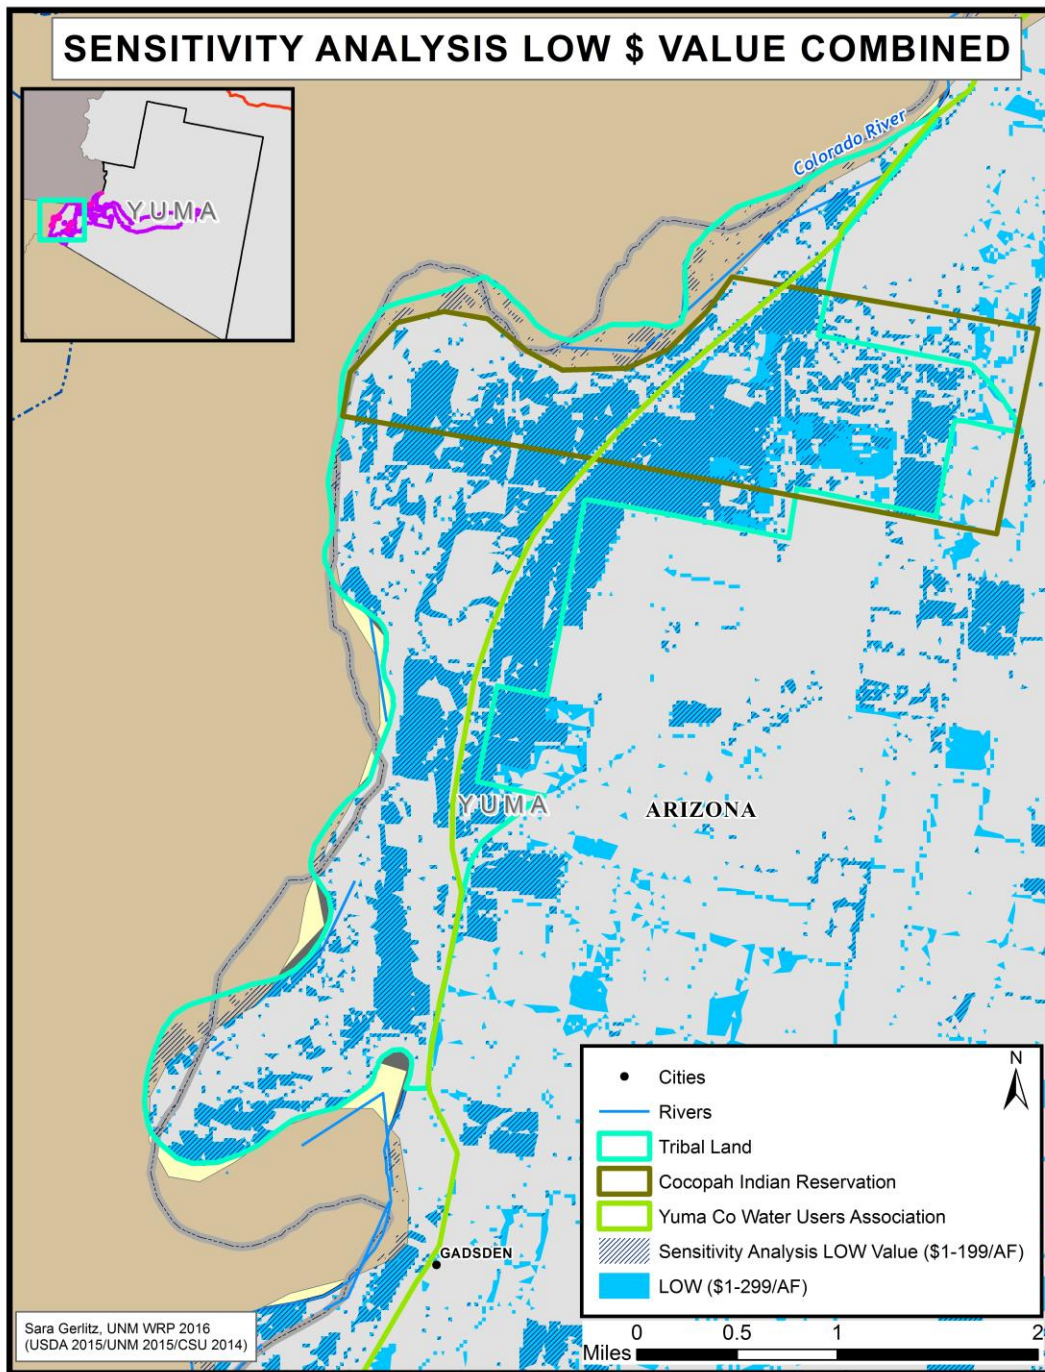 SENSITIVITY ANALYSIS LOW $ VALUE COMBINED
YUMA
Colorado River
YUMA
ARIZONA
GADSDEN
N
Cities
Rivers
Tribal Land
Cocopah Indian Reservation
Yuma Co Water Users Association
Sensitivity Analysis LOW Value ($1-199/AF)
LOW ($1-299/AF)
Sara Gerlitz, UNM WRP 2016
(USDA 2015/UNM 2015/CSU 2014)
0 0.5 1 2
Miles